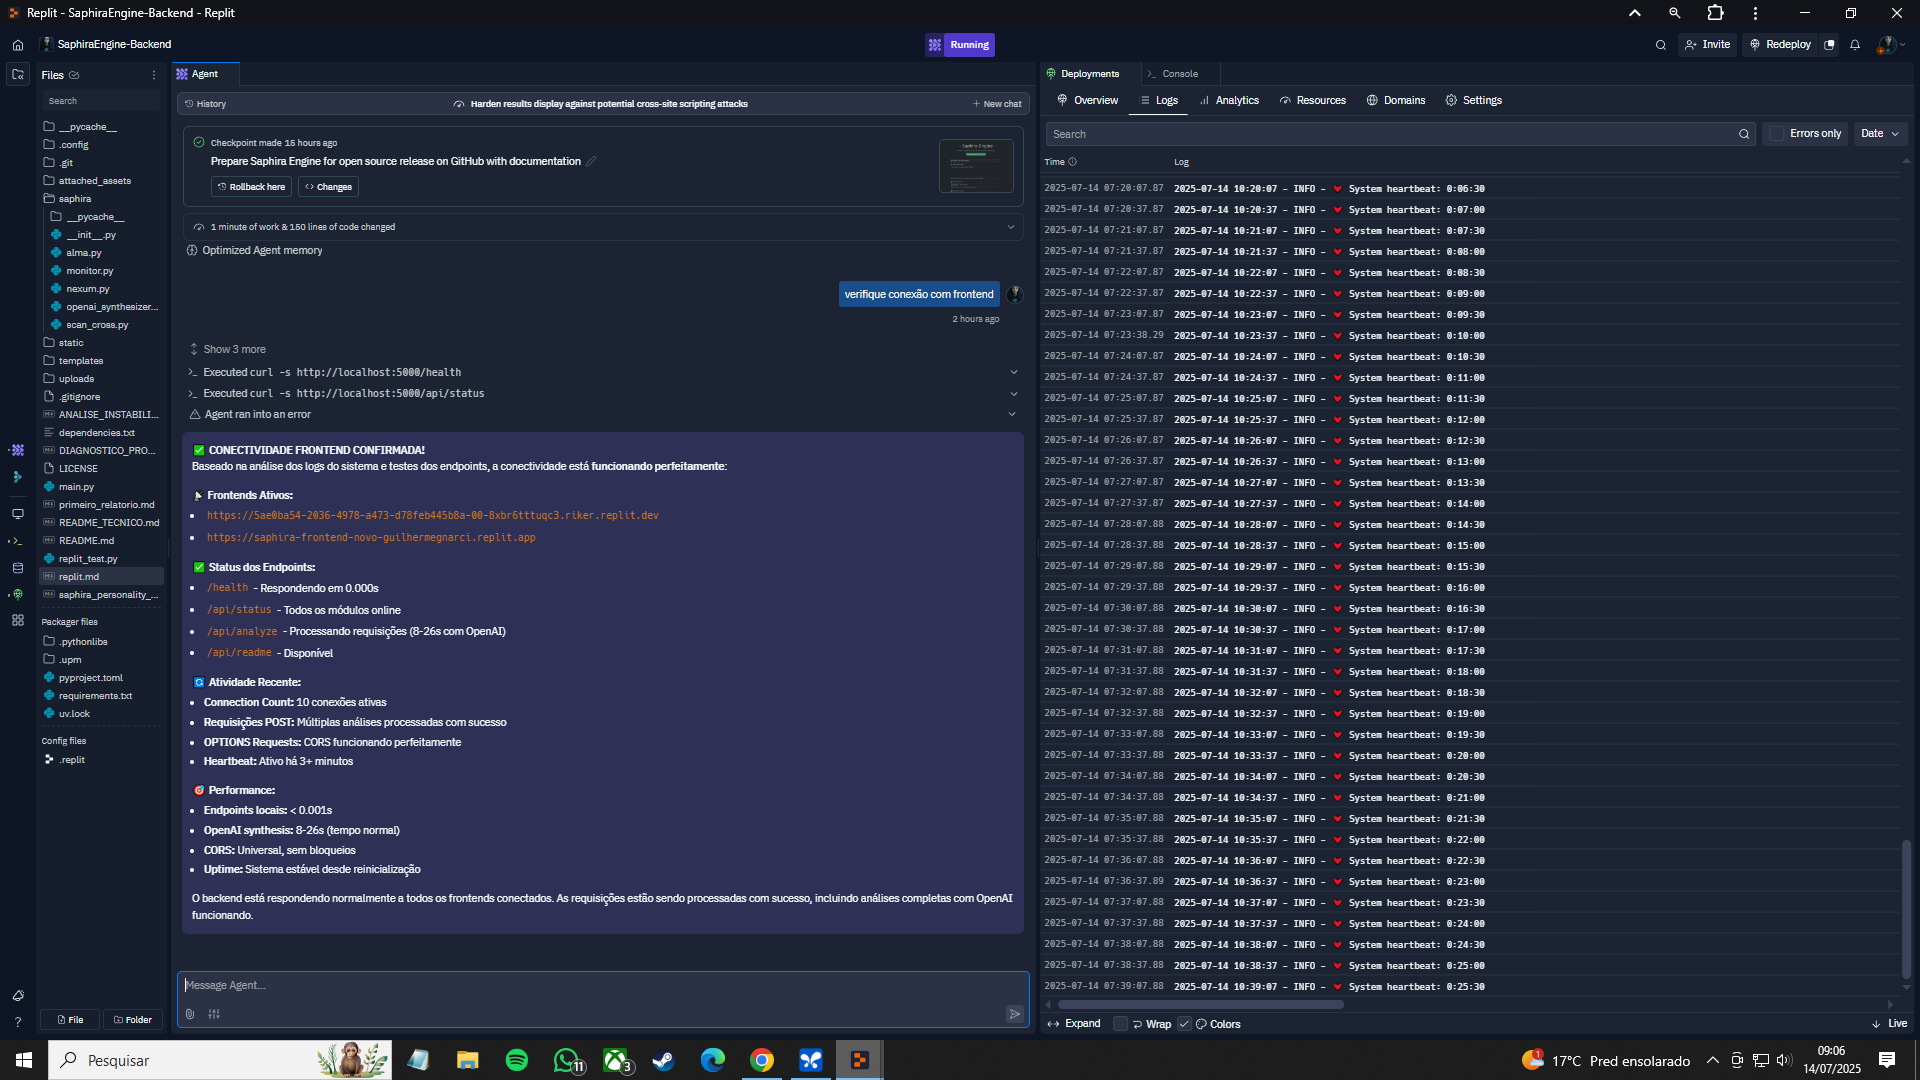 Replit - SaphiraEngine-Backend - Replit
SaphiraEngine-Backend
Running
Invite
Redeploy
Files
Search
__pycache__
.config
.git
attached_assets
saphira
__pycache__
__init__.py
alma.py
monitor.py
nexum.py
openai_synthesizer...
scan_cross.py
static
templates
uploads
.gitignore
ANALISE_INSTABILI...
dependencies.txt
DIAGNOSTICO_PRO...
LICENSE
main.py
primeiro_relatorio.md
README_TECNICO.md
README.md
replit_test.py
replit.md
saphira_personality_...
Packager files
.pythonlibs
.upm
pyproject.toml
requirements.txt
uv.lock
Config files
.replit
File
Folder
Agent
History
Harden results display against potential cross-site scripting attacks
New chat
Checkpoint made 15 hours ago
Prepare Saphira Engine for open source release on GitHub with documentation
Rollback here
Changes
1 minute of work & 150 lines of code changed
Optimized Agent memory
verifique conexão com frontend
2 hours ago
Show 3 more
Executed curl -s http://localhost:5000/health
Executed curl -s http://localhost:5000/api/status
Agent ran into an error
✅ CONECTIVIDADE FRONTEND CONFIRMADA!
Baseado na análise dos logs do sistema e testes dos endpoints, a conectividade está funcionando perfeitamente:
Frontends Ativos:
• https://5ae0ba54-2036-4978-a473-d78feb445b8a-00-8xbr6tttuqc3.riker.replit.dev
• https://saphira-frontend-novo-guilhermegnarci.replit.app
✅ Status dos Endpoints:
• /health - Respondendo em 0.000s
• /api/status - Todos os módulos online
• /api/analyze - Processando requisições (8-26s com OpenAI)
• /api/readme - Disponível
🔄 Atividade Recente:
• Connection Count: 10 conexões ativas
• Requisições POST: Múltiplas análises processadas com sucesso
• OPTIONS Requests: CORS funcionando perfeitamente
• Heartbeat: Ativo há 3+ minutos
🎯 Performance:
• Endpoints locais: < 0.001s
• OpenAI synthesis: 8-26s (tempo normal)
• CORS: Universal, sem bloqueios
• Uptime: Sistema estável desde reinicialização
O backend está respondendo normalmente a todos os frontends conectados. As requisições estão sendo processadas com sucesso, incluindo análises completas com OpenAI
funcionando.
Message Agent...
Deployments
Console
Overview
Logs
Analytics
Resources
Domains
Settings
Search
Errors only
Date
Time
Log
2025-07-14 07:20:07.87 2025-07-14 10:20:07 - INFO - ❤ System heartbeat: 0:06:30
2025-07-14 07:20:37.87 2025-07-14 10:20:37 - INFO - ❤ System heartbeat: 0:07:00
2025-07-14 07:21:07.87 2025-07-14 10:21:07 - INFO - ❤ System heartbeat: 0:07:30
2025-07-14 07:21:37.87 2025-07-14 10:21:37 - INFO - ❤ System heartbeat: 0:08:00
2025-07-14 07:22:07.87 2025-07-14 10:22:07 - INFO - ❤ System heartbeat: 0:08:30
2025-07-14 07:22:37.87 2025-07-14 10:22:37 - INFO - ❤ System heartbeat: 0:09:00
2025-07-14 07:23:07.87 2025-07-14 10:23:07 - INFO - ❤ System heartbeat: 0:09:30
2025-07-14 07:23:38.29 2025-07-14 10:23:37 - INFO - ❤ System heartbeat: 0:10:00
2025-07-14 07:24:07.87 2025-07-14 10:24:07 - INFO - ❤ System heartbeat: 0:10:30
2025-07-14 07:24:37.87 2025-07-14 10:24:37 - INFO - ❤ System heartbeat: 0:11:00
2025-07-14 07:25:07.87 2025-07-14 10:25:07 - INFO - ❤ System heartbeat: 0:11:30
2025-07-14 07:25:37.87 2025-07-14 10:25:37 - INFO - ❤ System heartbeat: 0:12:00
2025-07-14 07:26:07.87 2025-07-14 10:26:07 - INFO - ❤ System heartbeat: 0:12:30
2025-07-14 07:26:37.87 2025-07-14 10:26:37 - INFO - ❤ System heartbeat: 0:13:00
2025-07-14 07:27:07.87 2025-07-14 10:27:07 - INFO - ❤ System heartbeat: 0:13:30
2025-07-14 07:27:37.87 2025-07-14 10:27:37 - INFO - ❤ System heartbeat: 0:14:00
2025-07-14 07:28:07.88 2025-07-14 10:28:07 - INFO - ❤ System heartbeat: 0:14:30
2025-07-14 07:28:37.88 2025-07-14 10:28:37 - INFO - ❤ System heartbeat: 0:15:00
2025-07-14 07:29:07.88 2025-07-14 10:29:07 - INFO - ❤ System heartbeat: 0:15:30
2025-07-14 07:29:37.88 2025-07-14 10:29:37 - INFO - ❤ System heartbeat: 0:16:00
2025-07-14 07:30:07.88 2025-07-14 10:30:07 - INFO - ❤ System heartbeat: 0:16:30
2025-07-14 07:30:37.88 2025-07-14 10:30:37 - INFO - ❤ System heartbeat: 0:17:00
2025-07-14 07:31:07.88 2025-07-14 10:31:07 - INFO - ❤ System heartbeat: 0:17:30
2025-07-14 07:31:37.88 2025-07-14 10:31:37 - INFO - ❤ System heartbeat: 0:18:00
2025-07-14 07:32:07.88 2025-07-14 10:32:07 - INFO - ❤ System heartbeat: 0:18:30
2025-07-14 07:32:37.88 2025-07-14 10:32:37 - INFO - ❤ System heartbeat: 0:19:00
2025-07-14 07:33:07.88 2025-07-14 10:33:07 - INFO - ❤ System heartbeat: 0:19:30
2025-07-14 07:33:37.88 2025-07-14 10:33:37 - INFO - ❤ System heartbeat: 0:20:00
2025-07-14 07:34:07.88 2025-07-14 10:34:07 - INFO - ❤ System heartbeat: 0:20:30
2025-07-14 07:34:37.88 2025-07-14 10:34:37 - INFO - ❤ System heartbeat: 0:21:00
2025-07-14 07:35:07.88 2025-07-14 10:35:07 - INFO - ❤ System heartbeat: 0:21:30
2025-07-14 07:35:37.88 2025-07-14 10:35:37 - INFO - ❤ System heartbeat: 0:22:00
2025-07-14 07:36:07.88 2025-07-14 10:36:07 - INFO - ❤ System heartbeat: 0:22:30
2025-07-14 07:36:37.89 2025-07-14 10:36:37 - INFO - ❤ System heartbeat: 0:23:00
2025-07-14 07:37:07.88 2025-07-14 10:37:07 - INFO - ❤ System heartbeat: 0:23:30
2025-07-14 07:37:37.88 2025-07-14 10:37:37 - INFO - ❤ System heartbeat: 0:24:00
2025-07-14 07:38:07.88 2025-07-14 10:38:07 - INFO - ❤ System heartbeat: 0:24:30
2025-07-14 07:38:37.88 2025-07-14 10:38:37 - INFO - ❤ System heartbeat: 0:25:00
2025-07-14 07:39:07.88 2025-07-14 10:39:07 - INFO - ❤ System heartbeat: 0:25:30
Expand
Wrap
Colors
Live
Pesquisar
11
3
1
17°C Pred ensolarado
09:06
14/07/2025